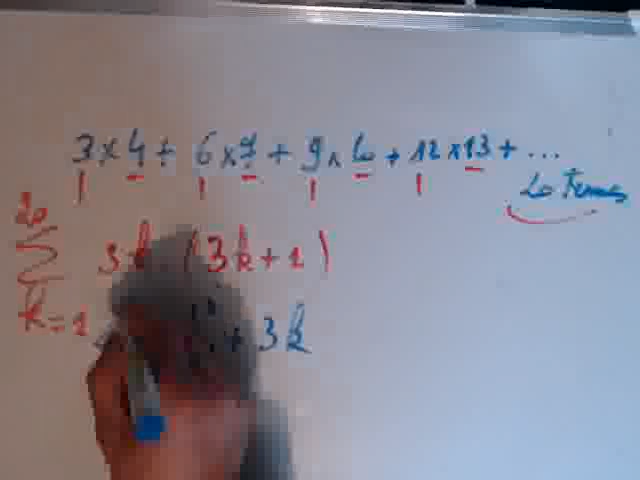 3 × 4 + 6 × 7 + 9 × 10 + 12 × 13 + ...
20 Termes
20
Σ 3k (3k + 1)
k = 1
+ 3k